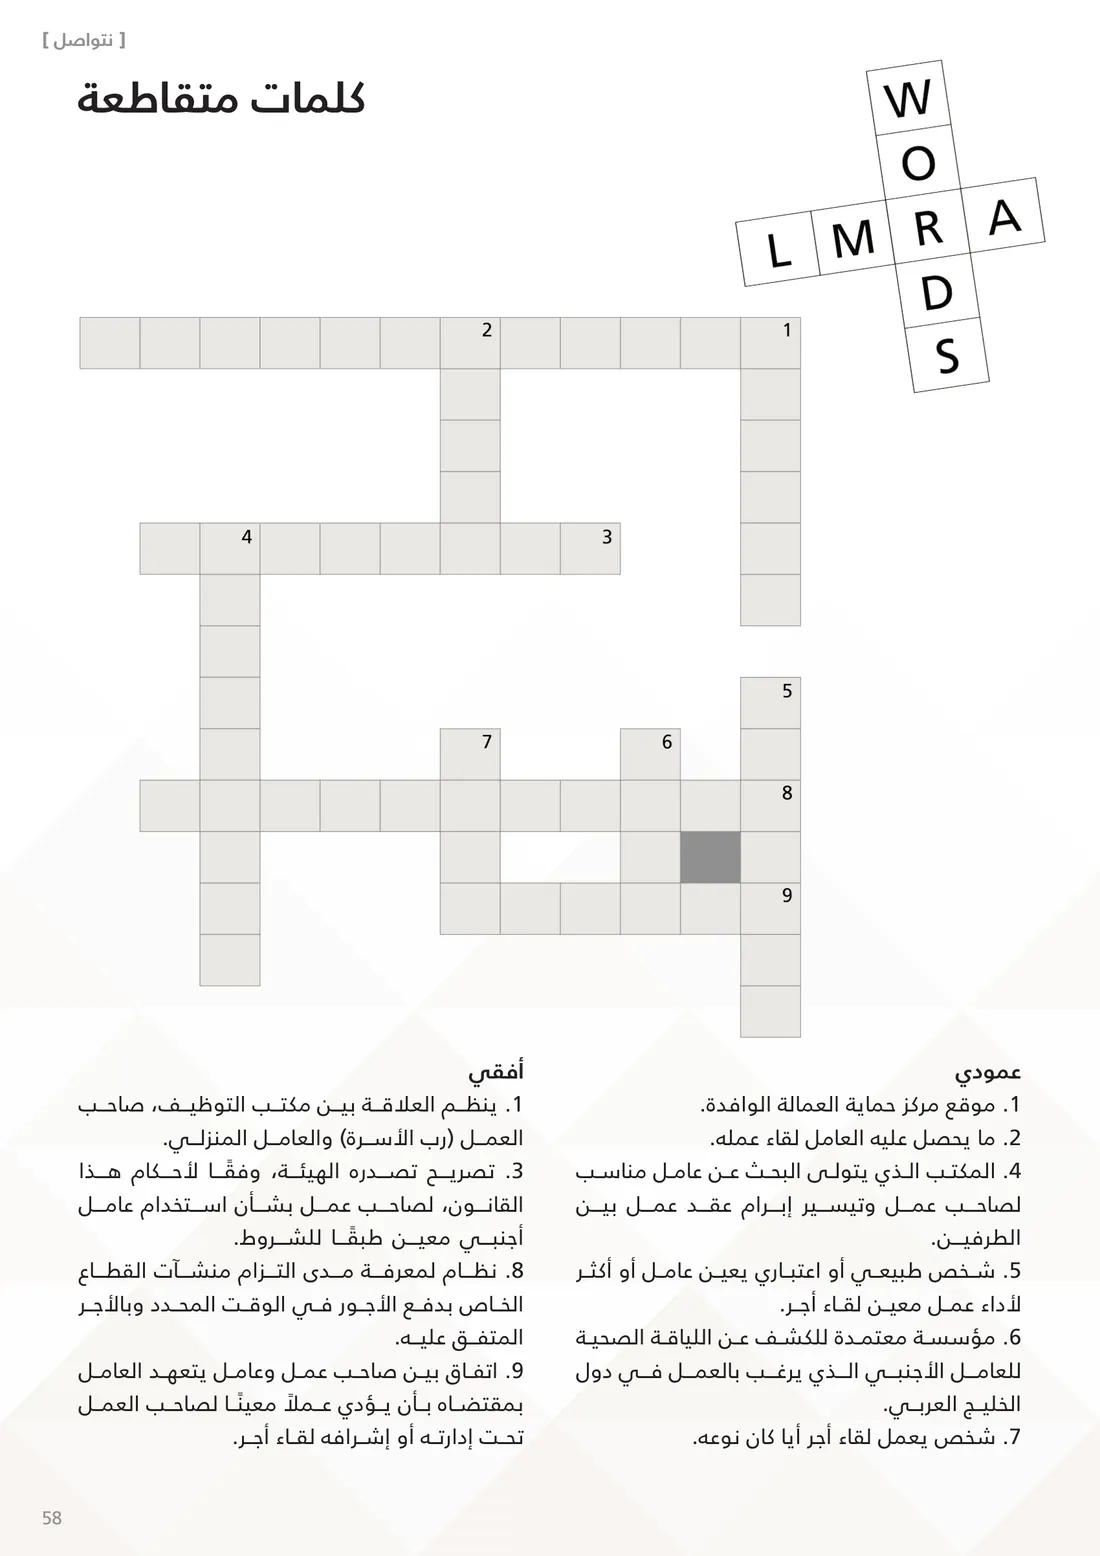 [ نتواصل ]
كلمات متقاطعة
W
O
L M R A
D
S
2 1
4 3
5
7 6
8
9
عمودي
1. موقع مركز حماية العمالة الوافدة.
2. ما يحصل عليه العامل لقاء عمله.
4. المكتب الذي يتولى البحث عن عامل مناسب
لصاحب عمل وتيسير إبرام عقد عمل بين
الطرفين.
5. شخص طبيعي أو اعتباري يعين عامل أو أكثر
لأداء عمل معين لقاء أجر.
6. مؤسسة معتمدة للكشف عن اللياقة الصحية
للعامل الأجنبي الذي يرغب بالعمل في دول
الخليج العربي.
7. شخص يعمل لقاء أجر أيا كان نوعه.
أفقي
1. ينظم العلاقة بين مكتب التوظيف، صاحب
العمل (رب الأسرة) والعامل المنزلي.
3. تصريح تصدره الهيئة، وفقًا لأحكام هذا
القانون، لصاحب عمل بشأن استخدام عامل
أجنبي معين طبقًا للشروط.
8. نظام لمعرفة مدى التزام منشآت القطاع
الخاص بدفع الأجور في الوقت المحدد وبالأجر
المتفق عليه.
9. اتفاق بين صاحب عمل وعامل يتعهد العامل
بمقتضاه بأن يؤدي عملاً معينًا لصاحب العمل
تحت إدارته أو إشرافه لقاء أجر.
58